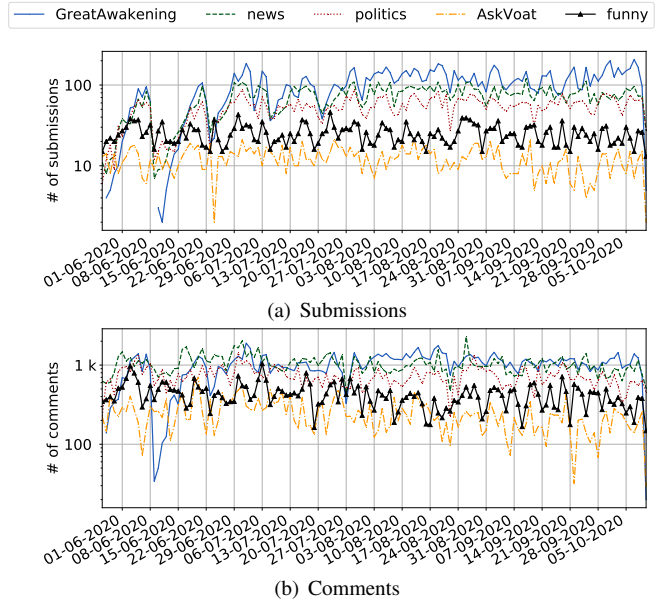 GreatAwakening news politics AskVoat funny
# of submissions
100
10
01-06-2020 08-06-2020 15-06-2020 22-06-2020 29-06-2020 06-07-2020 13-07-2020 20-07-2020 27-07-2020 03-08-2020 10-08-2020 17-08-2020 24-08-2020 31-08-2020 07-09-2020 14-09-2020 21-09-2020 28-09-2020 05-10-2020
(a) Submissions
# of comments
1 k
100
01-06-2020 08-06-2020 15-06-2020 22-06-2020 29-06-2020 06-07-2020 13-07-2020 20-07-2020 27-07-2020 03-08-2020 10-08-2020 17-08-2020 24-08-2020 31-08-2020 07-09-2020 14-09-2020 21-09-2020 28-09-2020 05-10-2020
(b) Comments